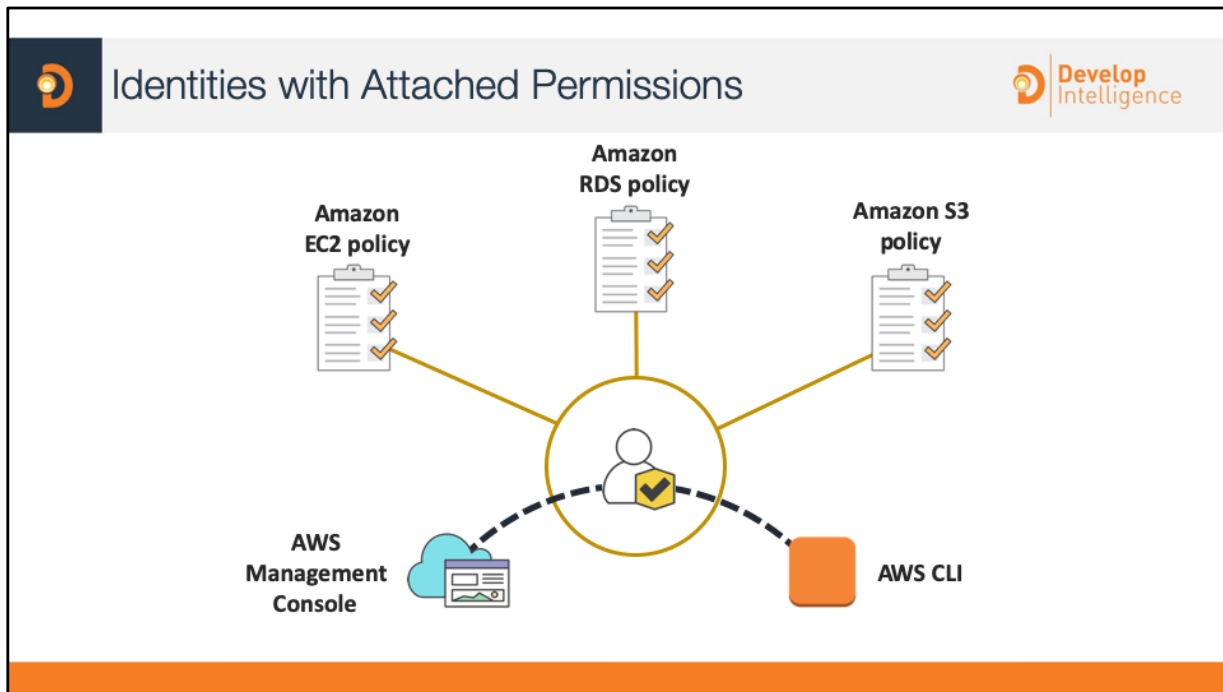 Identities with Attached Permissions
Develop
Intelligence
Amazon
RDS policy
Amazon
EC2 policy
Amazon S3
policy
AWS
Management
Console
AWS CLI